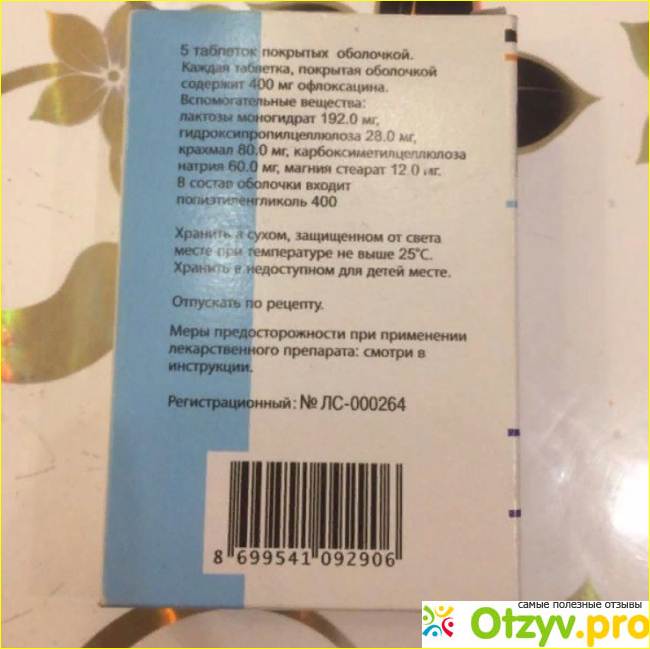 5 таблеток покрытых оболочкой.
Каждая таблетка, покрытая оболочкой
содержит 400 мг офлоксацина.
Вспомогательные вещества:
лактозы моногидрат 192.0 мг,
гидроксипропилцеллюлоза 28.0 мг,
крахмал 80.0 мг, карбоксиметилцеллюлоза
натрия 60.0 мг, магния стеарат 12.0 мг.
В состав оболочки входит
полиэтиленгликоль 400
Хранить в сухом, защищенном от света
месте при температуре не выше 25°C.
Хранить в недоступном для детей месте.
Отпускать по рецепту.
Меры предосторожности при применении
лекарственного препарата: смотри в
инструкции.
Регистрационный: № ЛС-000264
8 699541 092906
самые полезные отзывы
Otzyv.pro